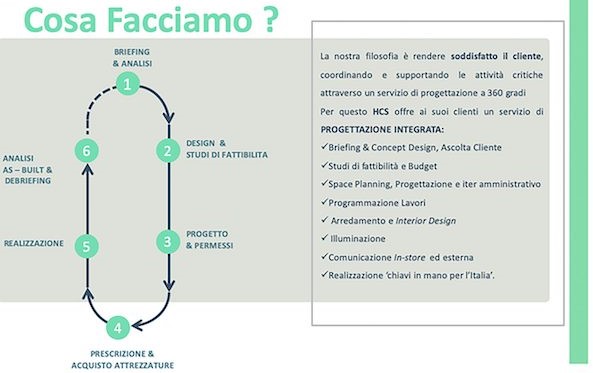 Cosa Facciamo ?
BRIEFING
& ANALISI
1
2
DESIGN &
STUDI DI FATTIBILITA
3
PROGETTO
& PERMESSI
4
PRESCRIZIONE &
ACQUISTO ATTREZZATURE
5
REALIZZAZIONE
6
ANALISI
AS – BUILT &
DEBRIEFING
La nostra filosofia è rendere soddisfatto il cliente,
coordinando e supportando le attività critiche
attraverso un servizio di progettazione a 360 gradi
Per questo HCS offre ai suoi clienti un servizio di
PROGETTAZIONE INTEGRATA:
✓Briefing & Concept Design, Ascolta Cliente
✓Studi di fattibilità e Budget
✓Space Planning, Progettazione e iter amministrativo
✓Programmazione Lavori
✓ Arredamento e Interior Design
✓ Illuminazione
✓Comunicazione In-store ed esterna
✓Realizzazione ‘chiavi in mano per l’Italia’.